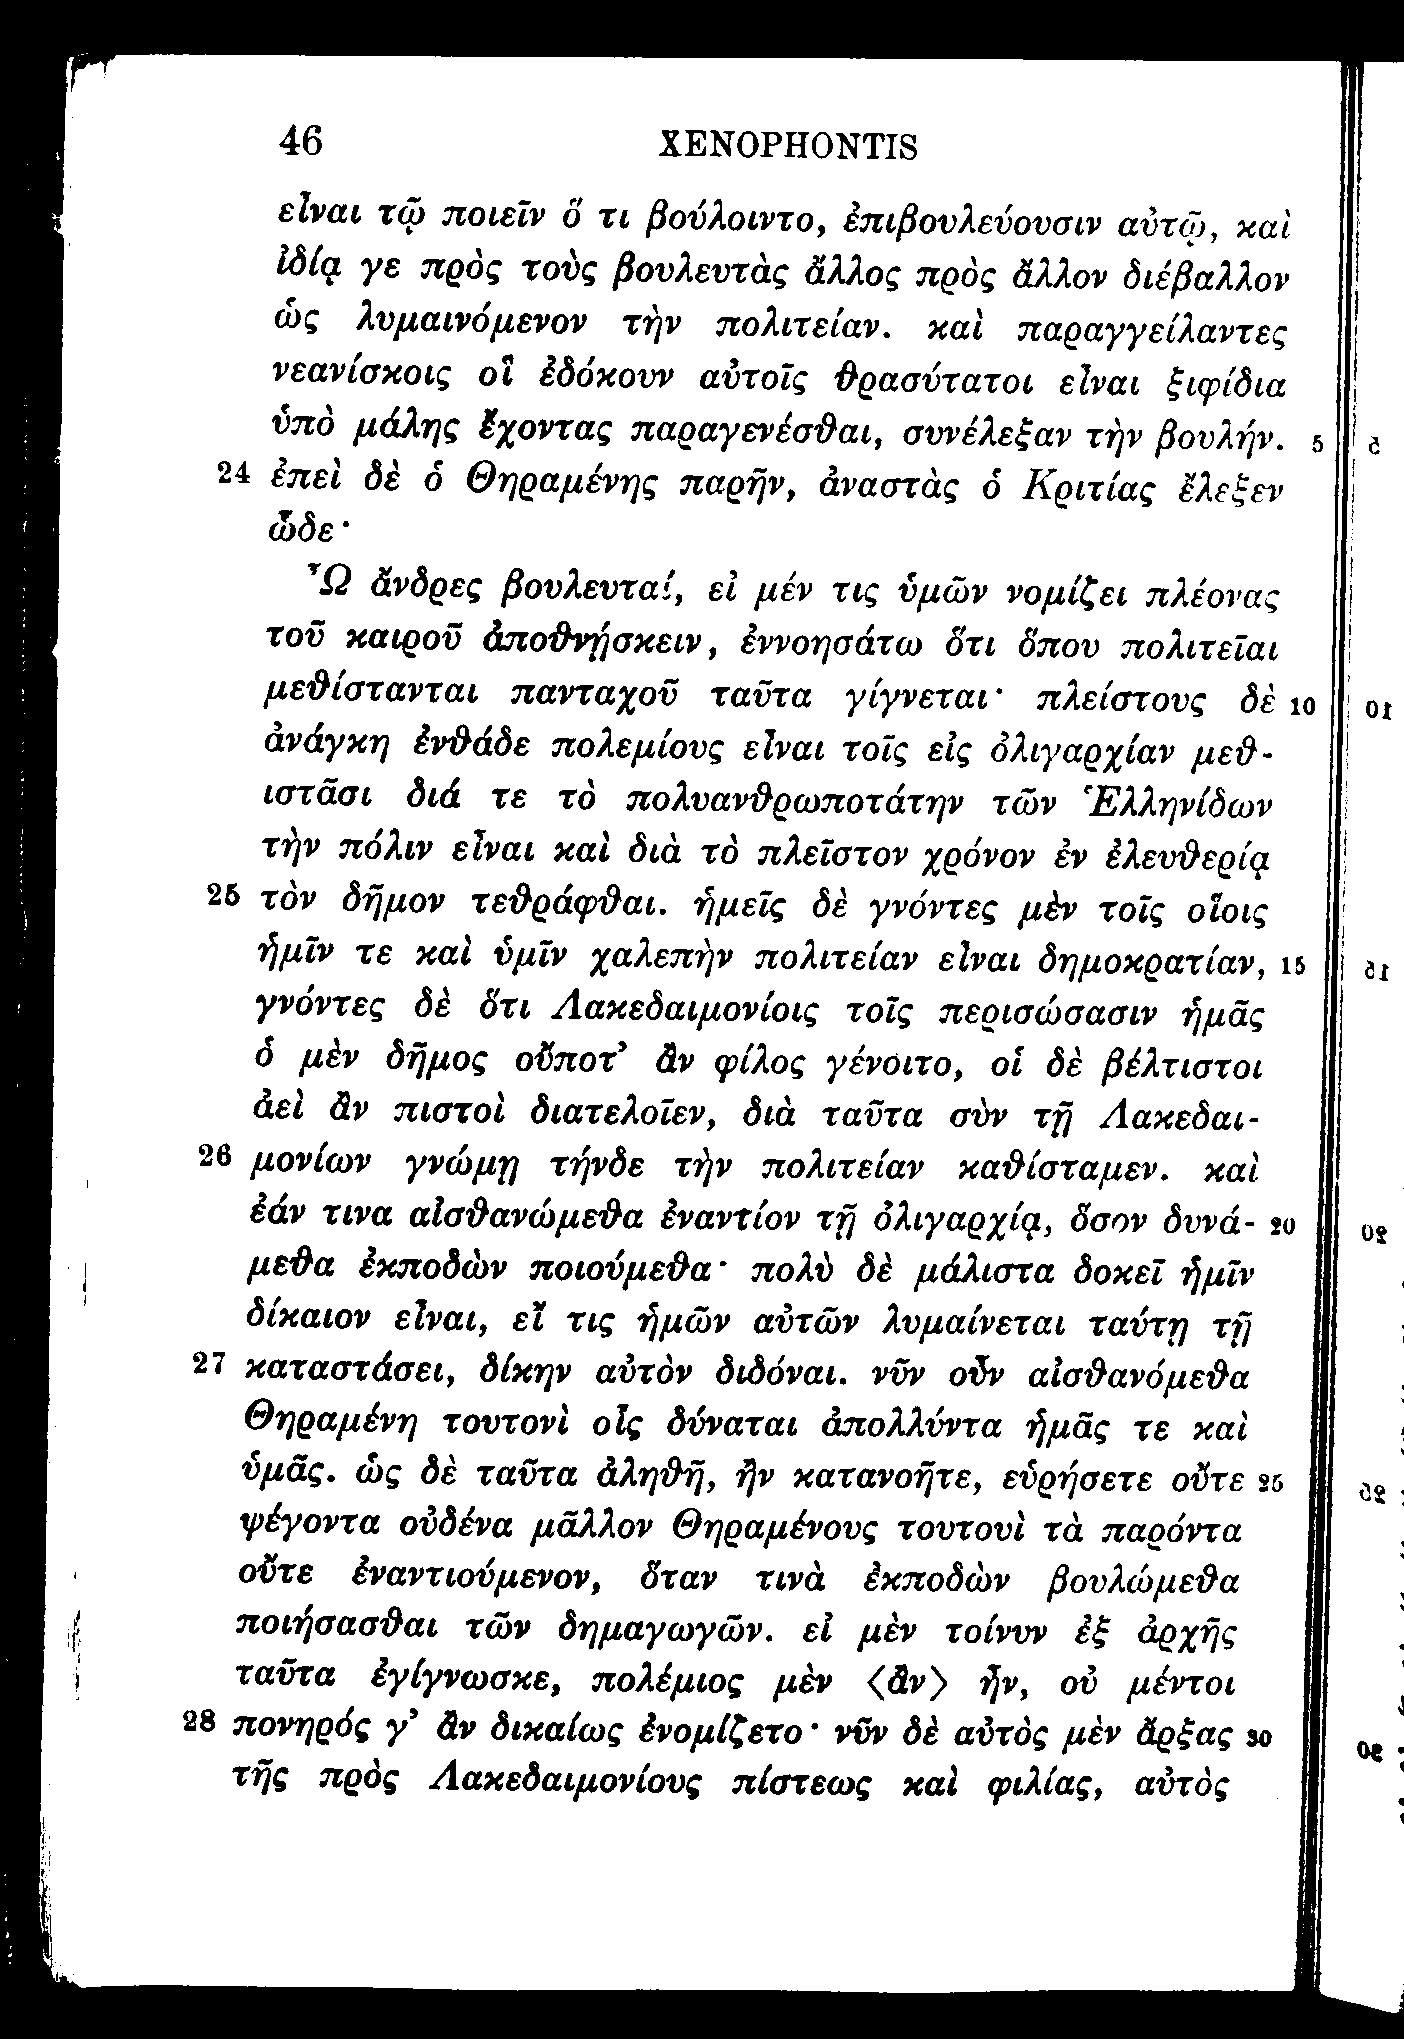 46 XENOPHONTIS
εἶναι τῷ ποιεῖν ὅ τι βούλοιντο, ἐπιβουλεύουσιν αὐτῷ, καὶ
ἰδίᾳ γε πρὸς τοὺς βουλευτὰς ἄλλος πρὸς ἄλλον διέβαλλον
ὡς λυμαινόμενον τὴν πολιτείαν. καὶ παραγγείλαντες
νεανίσκοις οἳ ἐδόκουν αὐτοῖς θρασύτατοι εἶναι ξιφίδια
ὑπὸ μάλης ἔχοντας παραγενέσθαι, συνέλεξαν τὴν βουλήν. 5
24 ἐπεὶ δὲ ὁ Θηραμένης παρῆν, ἀναστὰς ὁ Κριτίας ἔλεξεν
ὧδε·
Ὦ ἄνδρες βουλευταί, εἰ μέν τις ὑμῶν νομίζει πλέονας
τοῦ καιροῦ ἀποθνῄσκειν, ἐννοησάτω ὅτι ὅπου πολιτεῖαι
μεθίστανται πανταχοῦ ταῦτα γίγνεται· πλείστους δὲ 10
ἀνάγκη ἐνθάδε πολεμίους εἶναι τοῖς εἰς ὀλιγαρχίαν μεθ-
ιστᾶσι διά τε τὸ πολυανθρωποτάτην τῶν Ἑλληνίδων
τὴν πόλιν εἶναι καὶ διὰ τὸ πλεῖστον χρόνον ἐν ἐλευθερίᾳ
25 τὸν δῆμον τεθράφθαι. ἡμεῖς δὲ γνόντες μὲν τοῖς οἵοις
ἡμῖν τε καὶ ὑμῖν χαλεπὴν πολιτείαν εἶναι δημοκρατίαν, 15
γνόντες δὲ ὅτι Λακεδαιμονίοις τοῖς περισώσασιν ἡμᾶς
ὁ μὲν δῆμος οὔποτ’ ἂν φίλος γένοιτο, οἱ δὲ βέλτιστοι
ἀεὶ ἂν πιστοὶ διατελοῖεν, διὰ ταῦτα σὺν τῇ Λακεδαι-
26 μονίων γνώμῃ τήνδε τὴν πολιτείαν καθίσταμεν. καὶ
ἐάν τινα αἰσθανώμεθα ἐναντίον τῇ ὀλιγαρχίᾳ, ὅσον δυνά- 20
μεθα ἐκποδὼν ποιούμεθα· πολὺ δὲ μάλιστα δοκεῖ ἡμῖν
δίκαιον εἶναι, εἴ τις ἡμῶν αὐτῶν λυμαίνεται ταύτῃ τῇ
27 καταστάσει, δίκην αὐτὸν διδόναι. νῦν οὖν αἰσθανόμεθα
Θηραμένη τουτονὶ οἷς δύναται ἀπολλύντα ἡμᾶς τε καὶ
ὑμᾶς. ὡς δὲ ταῦτα ἀληθῆ, ἢν κατανοῆτε, εὑρήσετε οὔτε 25
ψέγοντα οὐδένα μᾶλλον Θηραμένους τουτουὶ τὰ παρόντα
οὔτε ἐναντιούμενον, ὅταν τινὰ ἐκποδὼν βουλώμεθα
ποιήσασθαι τῶν δημαγωγῶν. εἰ μὲν τοίνυν ἐξ ἀρχῆς
ταῦτα ἐγίγνωσκε, πολέμιος μὲν ⟨ἂν⟩ ἦν, οὐ μέντοι
28 πονηρός γ’ ἂν δικαίως ἐνομίζετο· νῦν δὲ αὐτὸς μὲν ἄρξας 30
τῆς πρὸς Λακεδαιμονίους πίστεως καὶ φιλίας, αὐτὸς